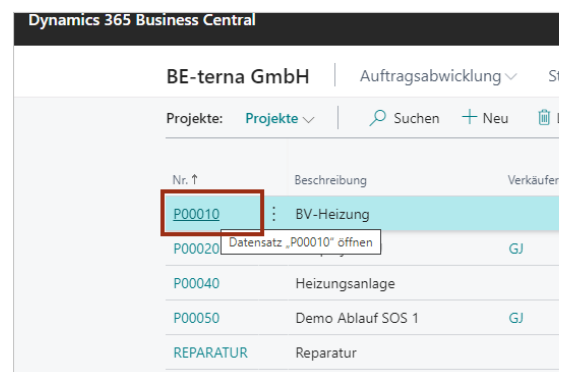 Dynamics 365 Business Central
BE-terna GmbH Auftragsabwicklung
Projekte: Projekte Suchen Neu
Nr. ↑ Beschreibung Verkäufer
P00010 BV-Heizung
Datensatz „P00010“ öffnen
P00020 GJ
P00040 Heizungsanlage
P00050 Demo Ablauf SOS 1 GJ
REPARATUR Reparatur